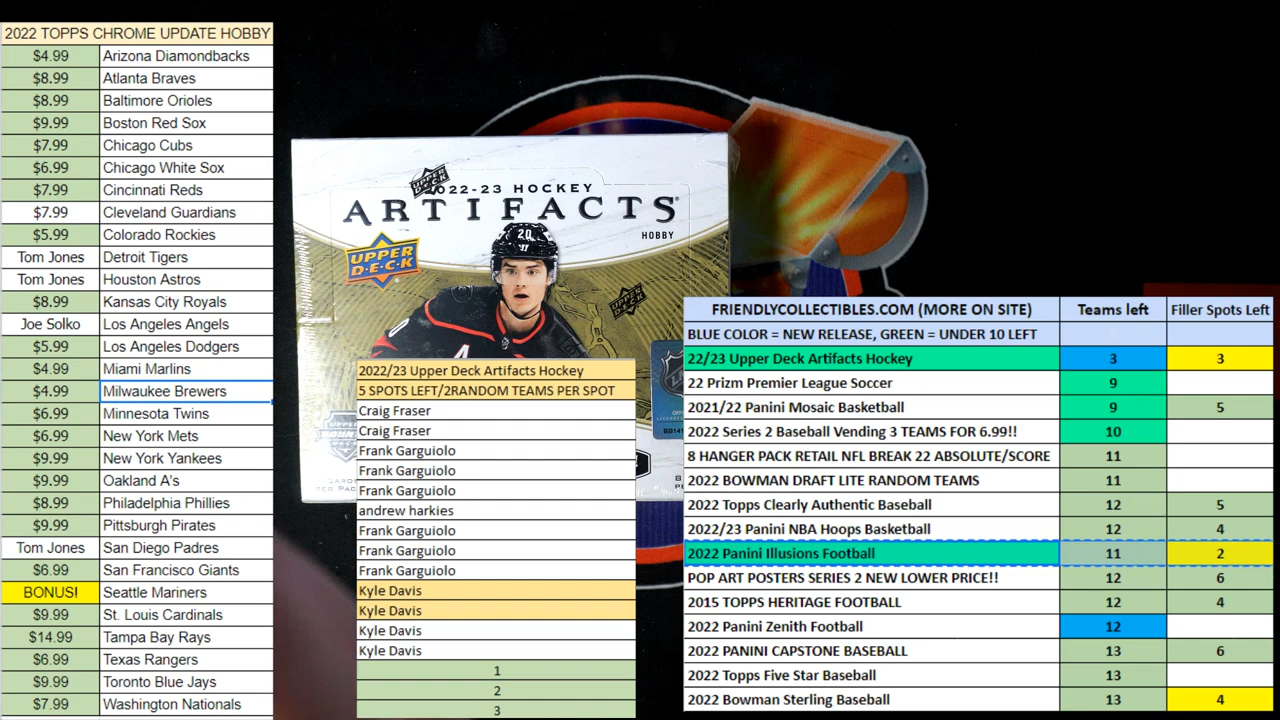 2022 TOPPS CHROME UPDATE HOBBY
$4.99 Arizona Diamondbacks
$8.99 Atlanta Braves
$8.99 Baltimore Orioles
$9.99 Boston Red Sox
$7.99 Chicago Cubs
$6.99 Chicago White Sox
$7.99 Cincinnati Reds
$7.99 Cleveland Guardians
$5.99 Colorado Rockies
Tom Jones Detroit Tigers
Tom Jones Houston Astros
$8.99 Kansas City Royals
Joe Solko Los Angeles Angels
$5.99 Los Angeles Dodgers
$4.99 Miami Marlins
$4.99 Milwaukee Brewers
$6.99 Minnesota Twins
$6.99 New York Mets
$9.99 New York Yankees
$9.99 Oakland A's
$8.99 Philadelphia Phillies
$9.99 Pittsburgh Pirates
Tom Jones San Diego Padres
$6.99 San Francisco Giants
BONUS! Seattle Mariners
$9.99 St. Louis Cardinals
$14.99 Tampa Bay Rays
$6.99 Texas Rangers
$9.99 Toronto Blue Jays
$7.99 Washington Nationals
UPPER DECK
2022-23 HOCKEY
ARTIFACTS
HOBBY
UPPER DECK
20
UPPER DECK
2022/23 Upper Deck Artifacts Hockey
5 SPOTS LEFT/2RANDOM TEAMS PER SPOT
Craig Fraser
Craig Fraser
Frank Garguiolo
Frank Garguiolo
Frank Garguiolo
andrew harkies
Frank Garguiolo
Frank Garguiolo
Frank Garguiolo
Kyle Davis
Kyle Davis
Kyle Davis
Kyle Davis
1
2
3
FRIENDLYCOLLECTIBLES.COM (MORE ON SITE) Teams left Filler Spots Left
BLUE COLOR = NEW RELEASE, GREEN = UNDER 10 LEFT
22/23 Upper Deck Artifacts Hockey 3 3
22 Prizm Premier League Soccer 9
2021/22 Panini Mosaic Basketball 9 5
2022 Series 2 Baseball Vending 3 TEAMS FOR 6.99!! 10
8 HANGER PACK RETAIL NFL BREAK 22 ABSOLUTE/SCORE 11
2022 BOWMAN DRAFT LITE RANDOM TEAMS 11
2022 Topps Clearly Authentic Baseball 12 5
2022/23 Panini NBA Hoops Basketball 12 4
2022 Panini Illusions Football 11 2
POP ART POSTERS SERIES 2 NEW LOWER PRICE!! 12 6
2015 TOPPS HERITAGE FOOTBALL 12 4
2022 Panini Zenith Football 12
2022 PANINI CAPSTONE BASEBALL 13 6
2022 Topps Five Star Baseball 13
2022 Bowman Sterling Baseball 13 4